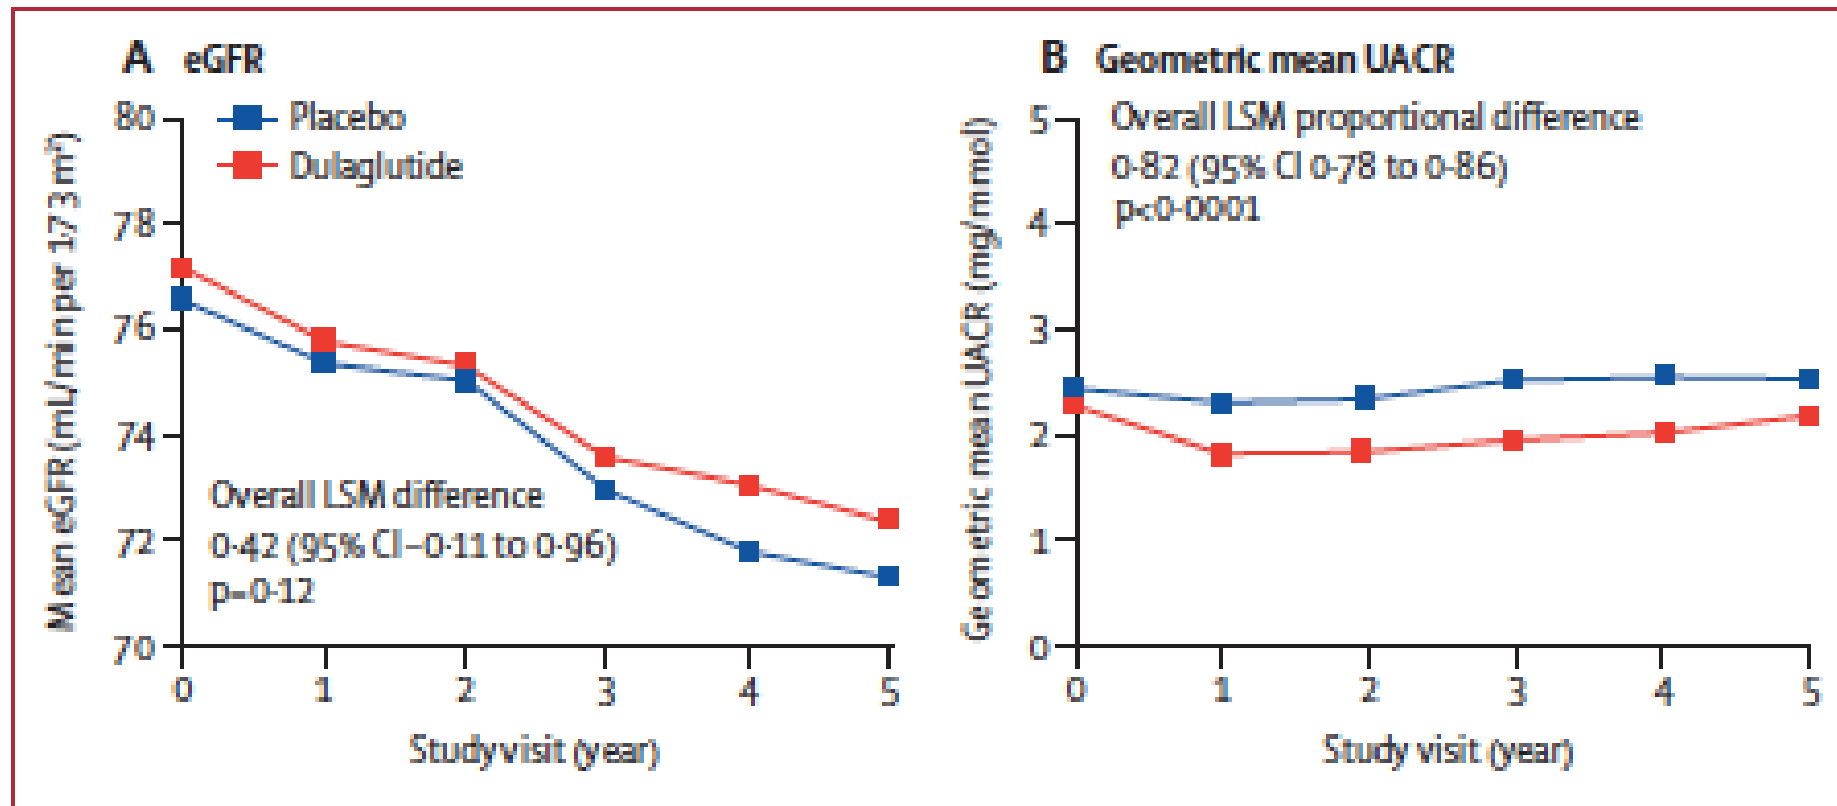 A eGFR
Placebo
Dulaglutide
Mean eGFR (mL/min per 1·73 m²)
80
78
76
74
72
70
Overall LSM difference
0·42 (95% CI –0·11 to 0·96)
p=0·12
0 1 2 3 4 5
Study visit (year)
B Geometric mean UACR
Overall LSM proportional difference
0·82 (95% CI 0·78 to 0·86)
p<0·0001
Geometric mean UACR (mg/mmol)
5
4
3
2
1
0
0 1 2 3 4 5
Study visit (year)